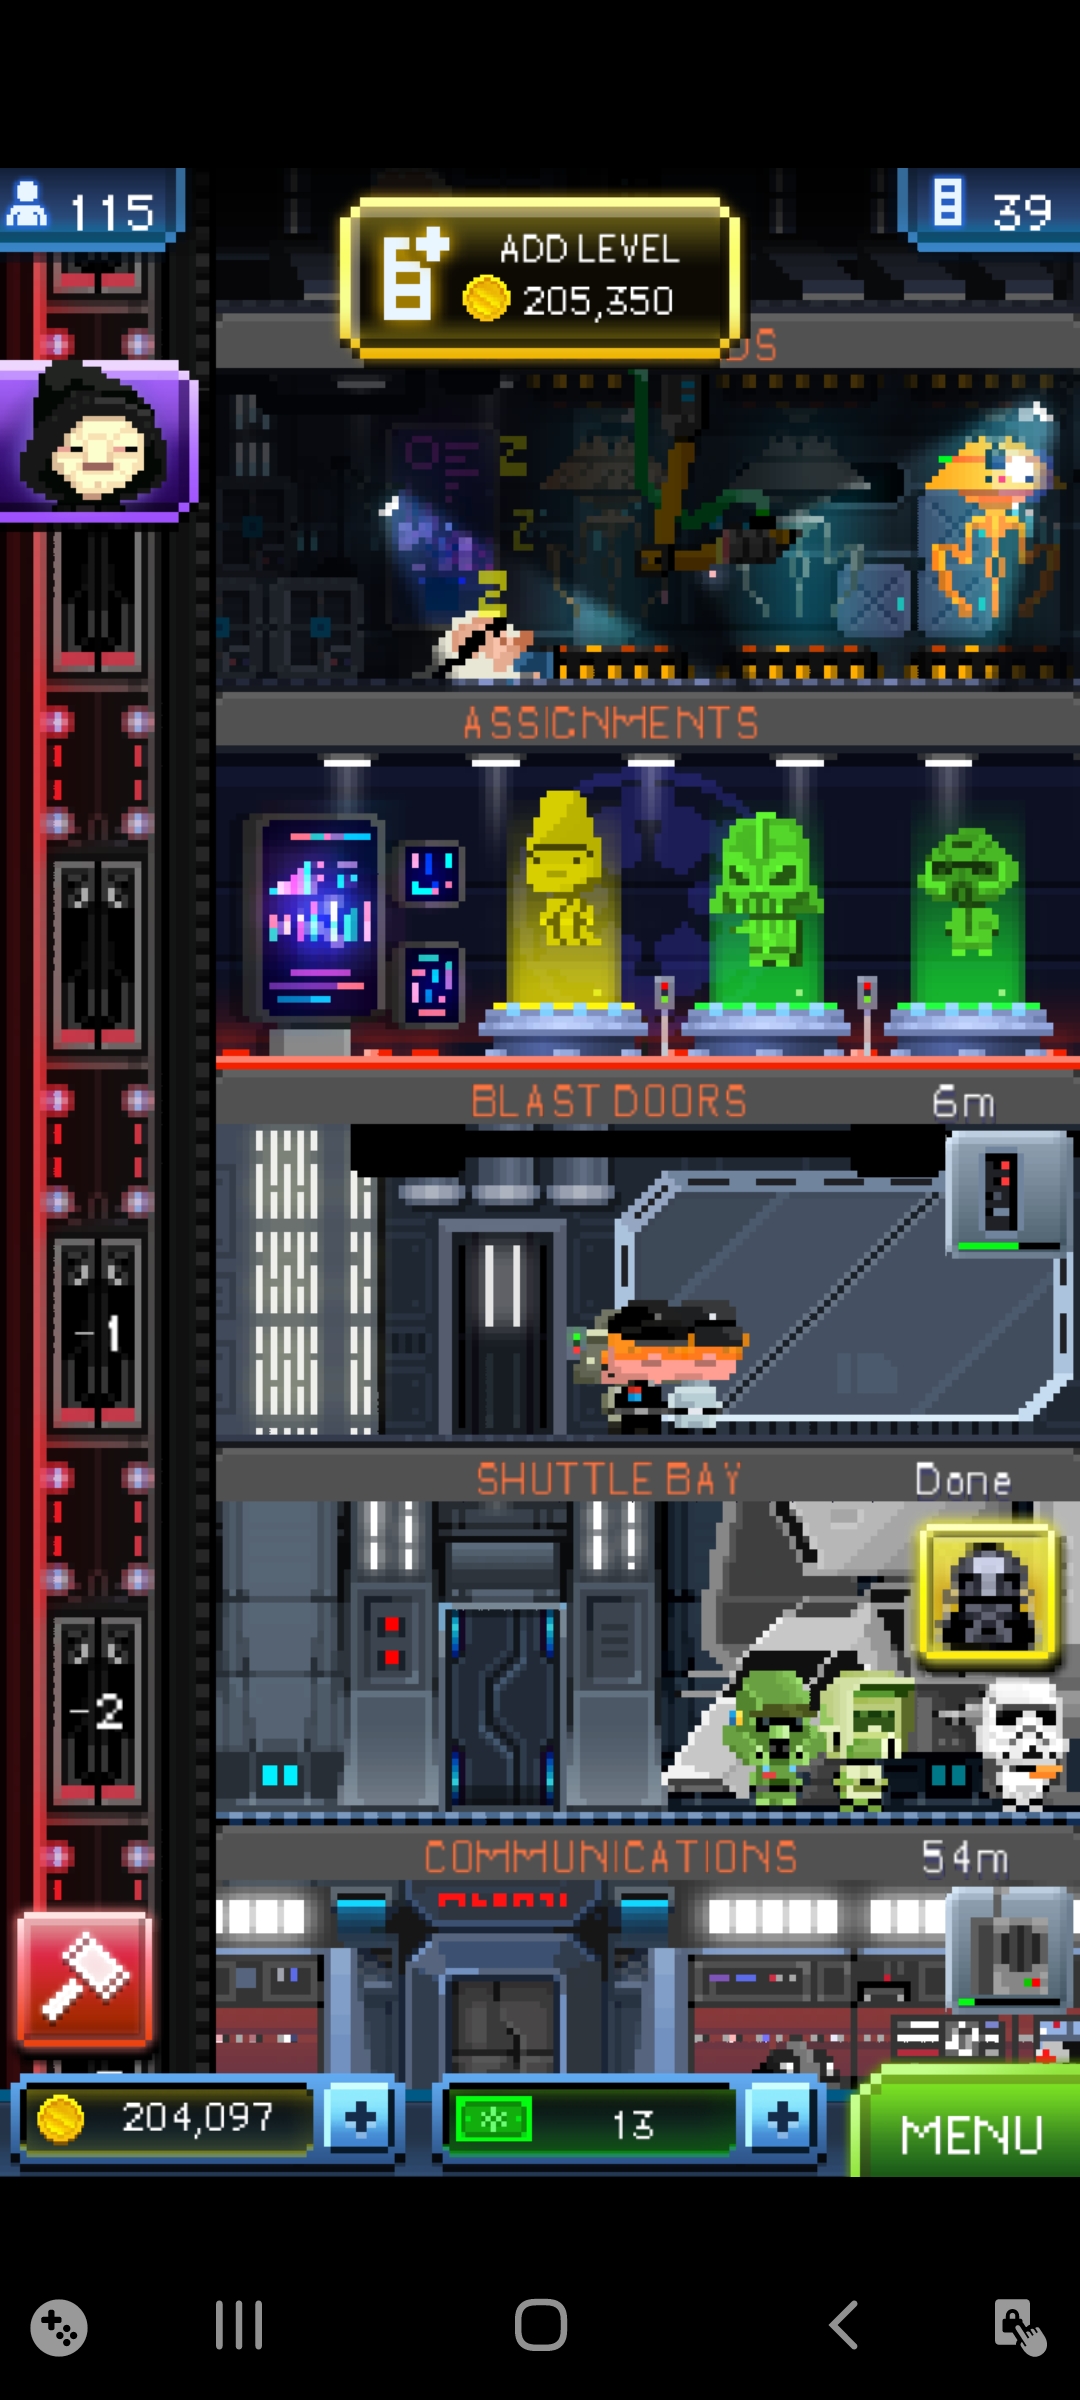 115
39
ADD LEVEL
205,350
DS
Z
Z
Z
ASSIGNMENTS
BLAST DOORS 6m
-1
SHUTTLE BAY Done
-2
COMMUNICATIONS 54m
204,097 + 13 + MENU